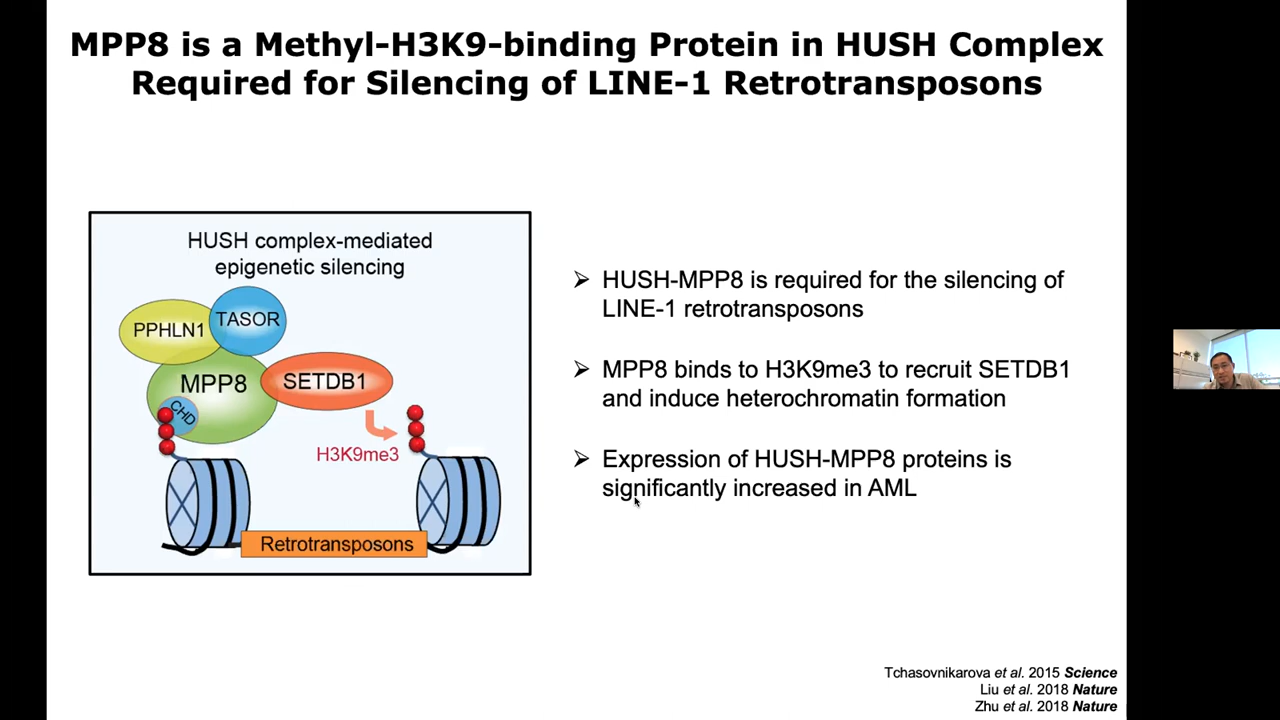 MPP8 is a Methyl-H3K9-binding Protein in HUSH Complex
Required for Silencing of LINE-1 Retrotransposons
HUSH complex-mediated
epigenetic silencing
PPHLN1
TASOR
MPP8
SETDB1
CHD
H3K9me3
Retrotransposons
➢ HUSH-MPP8 is required for the silencing of
LINE-1 retrotransposons
➢ MPP8 binds to H3K9me3 to recruit SETDB1
and induce heterochromatin formation
➢ Expression of HUSH-MPP8 proteins is
significantly increased in AML
Tchasovnikarova et al. 2015 Science
Liu et al. 2018 Nature
Zhu et al. 2018 Nature